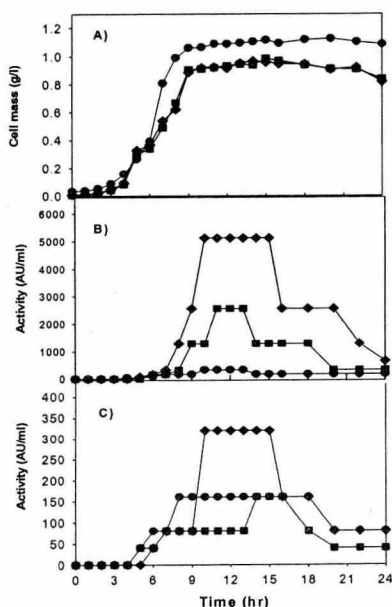 A)
Cell mass (g/l)
1.2
1.0
0.8
0.6
0.4
0.2
0.0
B)
Activity (AU/ml)
6000
5000
4000
3000
2000
1000
0
C)
Activity (AU/ml)
400
350
300
250
200
150
100
50
0
0 3 6 9 12 15 18 21 24
Time (hr)